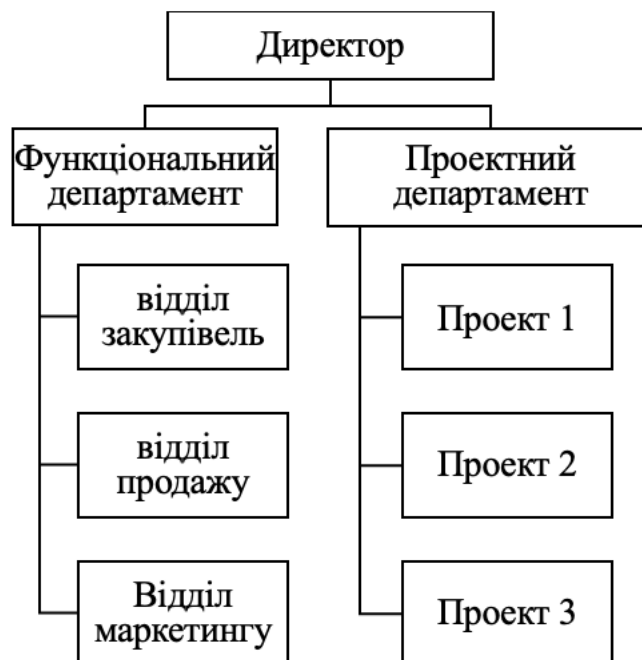 Директор
Функціональний
департамент
Проектний
департамент
відділ
закупівель
Проект 1
відділ
продажу
Проект 2
Відділ
маркетингу
Проект 3